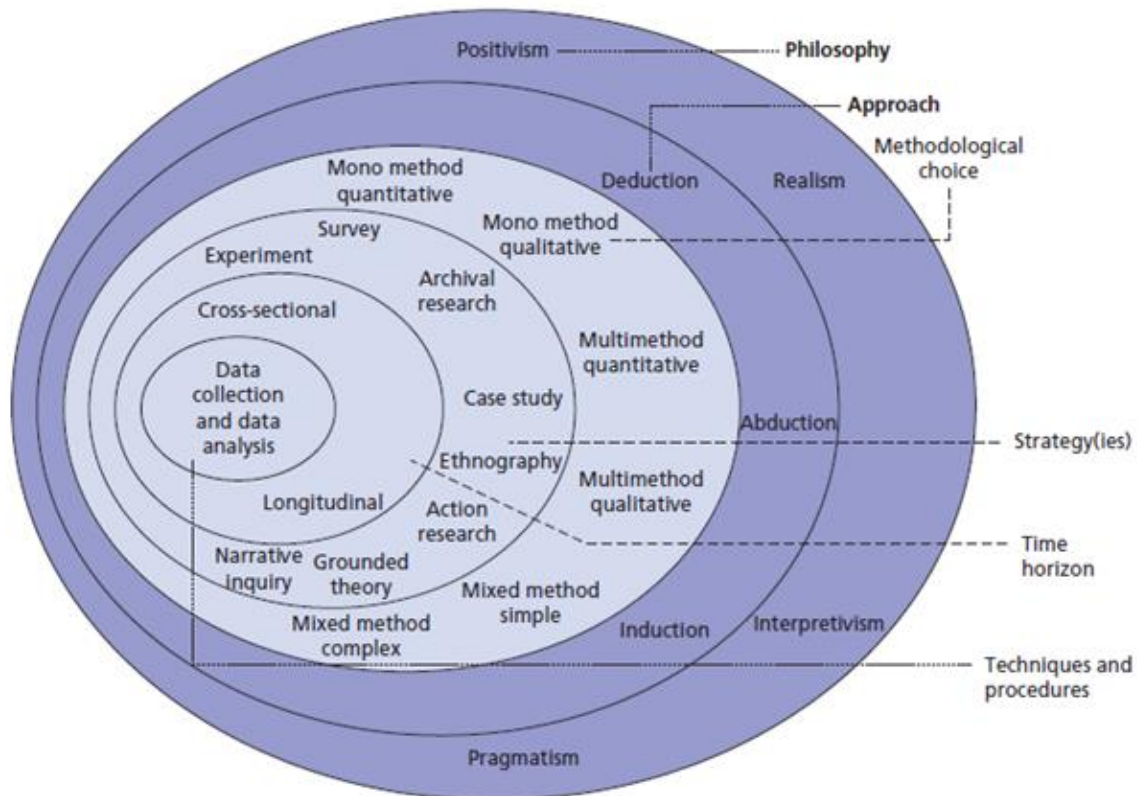 Positivism
Philosophy
Approach
Methodological
choice
Mono method
quantitative
Deduction
Realism
Mono method
qualitative
Survey
Experiment
Archival
research
Cross-sectional
Multimethod
quantitative
Data
collection
and data
analysis
Case study
Abduction
Strategy(ies)
Ethnography
Multimethod
qualitative
Longitudinal
Action
research
Time
horizon
Narrative
inquiry
Grounded
theory
Mixed method
simple
Mixed method
complex
Induction
Interpretivism
Techniques and
procedures
Pragmatism